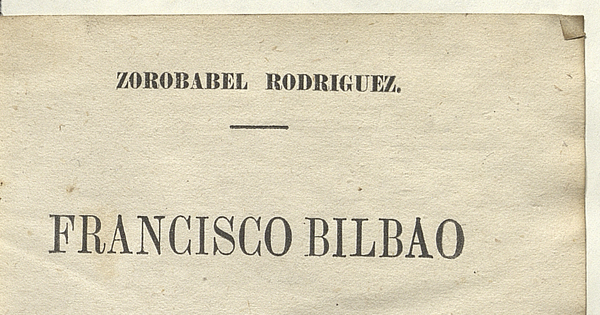 ZOROBABEL RODRIGUEZ.
FRANCISCO BILBAO